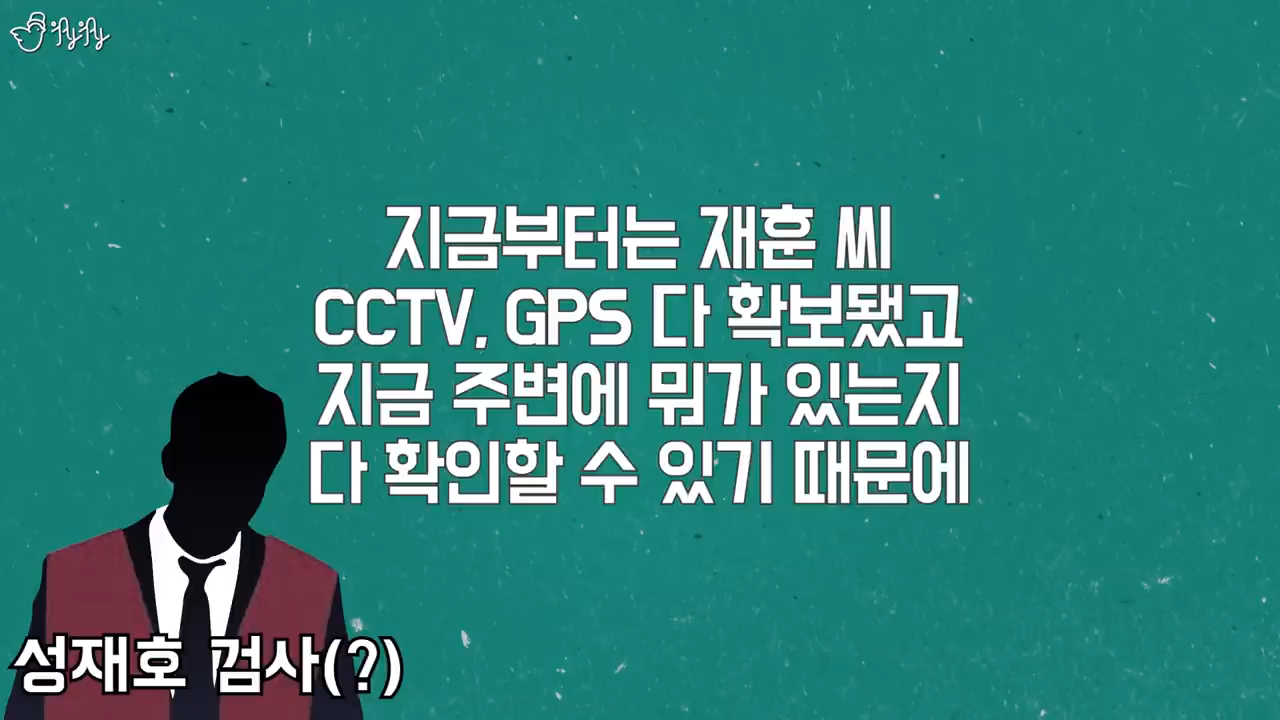 지금부터는 재훈 씨
CCTV, GPS 다 확보됐고
지금 주변에 뭐가 있는지
다 확인할 수 있기 때문에
성재호 검사(?)